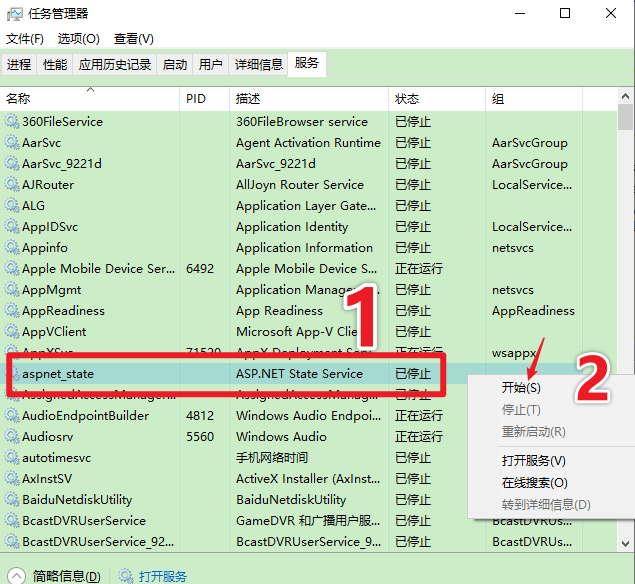 任务管理器
文件(F) 选项(O) 查看(V)
进程 性能 应用历史记录 启动 用户 详细信息 服务
名称 PID 描述 状态 组
360FileService 360FileBrowser service 已停止
AarSvc Agent Activation Runtime 已停止 AarSvcGroup
AarSvc_9221d AarSvc_9221d 已停止 AarSvcGroup
AJRouter AllJoyn Router Service 已停止 LocalService...
ALG Application Layer Gate... 已停止
AppIDSvc Application Identity 已停止 LocalService...
Appinfo Application Information 已停止 netsvcs
Apple Mobile Device Ser... 6492 Apple Mobile Device S... 正在运行
AppMgmt Application Manage... 已停止 netsvcs
AppReadiness App Readiness 已停止 AppReadiness
AppVClient Microsoft App-V Clie 已停止
AppXSvc 71520 AppX Deployment Serv 正在运行 wsappx
1
aspnet_state ASP.NET State Service 已停止
2
开始(S)
停止(T)
重新启动(R)
打开服务(V)
在线搜索(O)
转到详细信息(D)
AssignedAccessManager 已停止
AudioEndpointBuilder 4812 Windows Audio Endpoi... 正在运行
Audiosrv 5560 Windows Audio 正在运行
autotimesvc 手机网络时间 已停止
AxInstSV ActiveX Installer (AxInst... 已停止
BaiduNetdiskUtility BaiduNetdiskUtility 已停止
BcastDVRUserService GameDVR 和广播用户服... 已停止 BcastDVRUs...
BcastDVRUserService_92... BcastDVRUserService_9... 已停止 BcastDVRUs...
简略信息(D) 打开服务